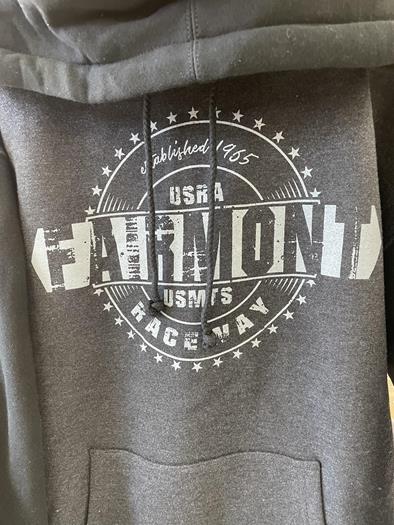 established 1965
USRA
FAIRMONT
USMTS
RACEWAY